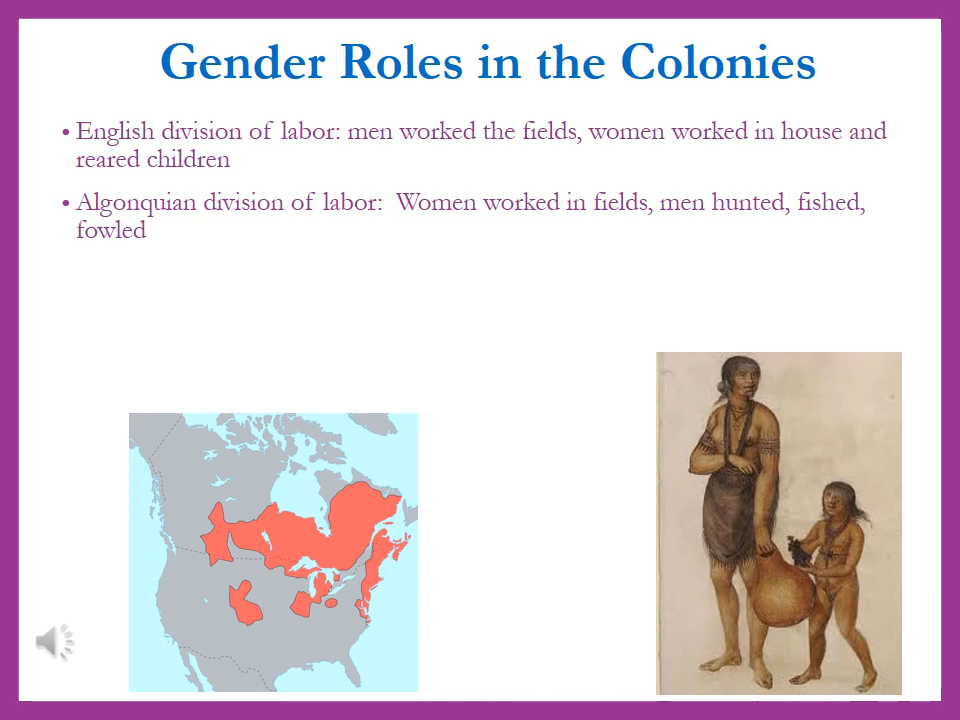 Gender Roles in the Colonies
• English division of labor: men worked the fields, women worked in house and
reared children
• Algonquian division of labor:  Women worked in fields, men hunted, fished,
fowled